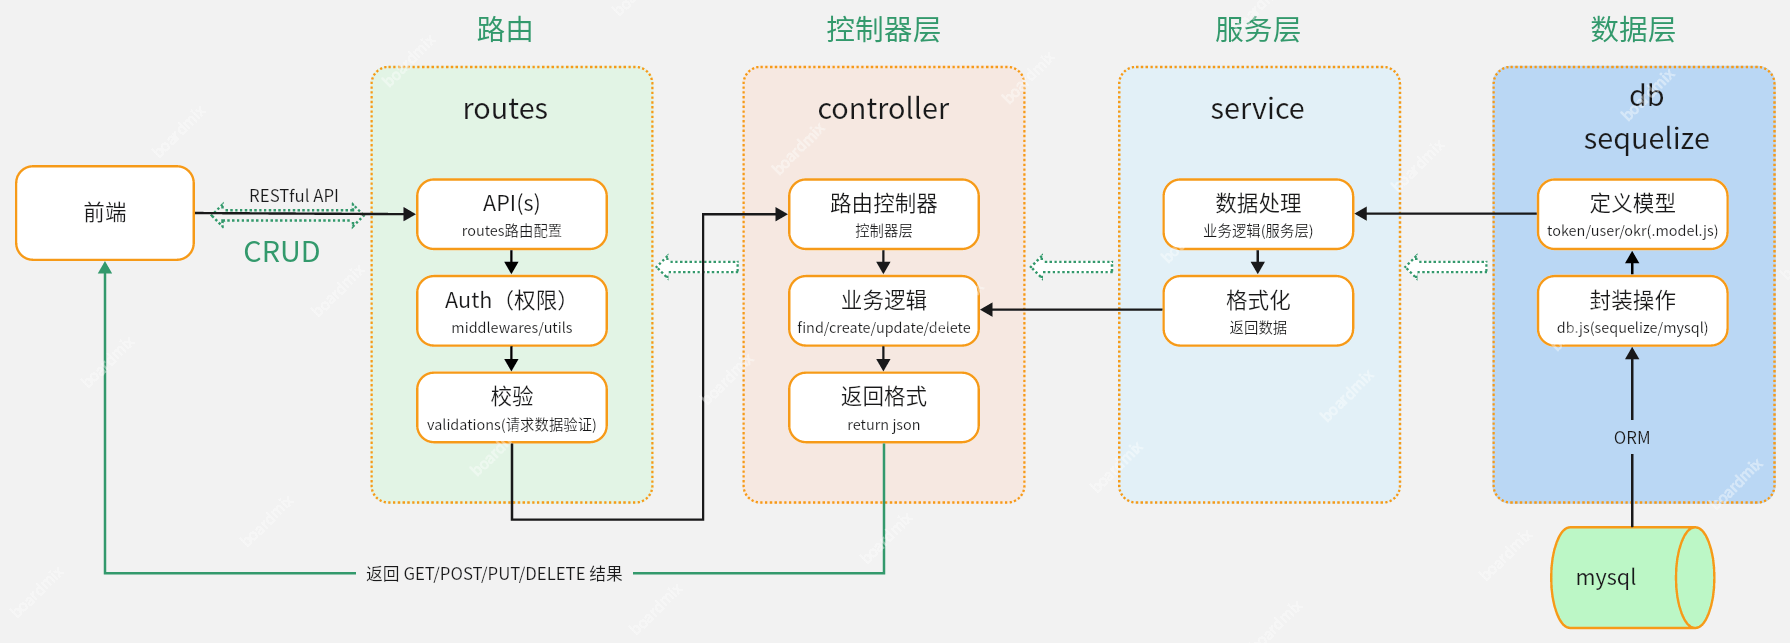 路由
控制器层
服务层
数据层
routes
controller
service
db
sequelize
前端
RESTful API
CRUD
API(s)
routes路由配置
Auth（权限）
middlewares/utils
校验
validations(请求数据验证)
路由控制器
控制器层
业务逻辑
find/create/update/delete
返回格式
return json
数据处理
业务逻辑(服务层)
格式化
返回数据
定义模型
token/user/okr(.model.js)
封装操作
db.js(sequelize/mysql)
ORM
mysql
返回 GET/POST/PUT/DELETE 结果
boardmix